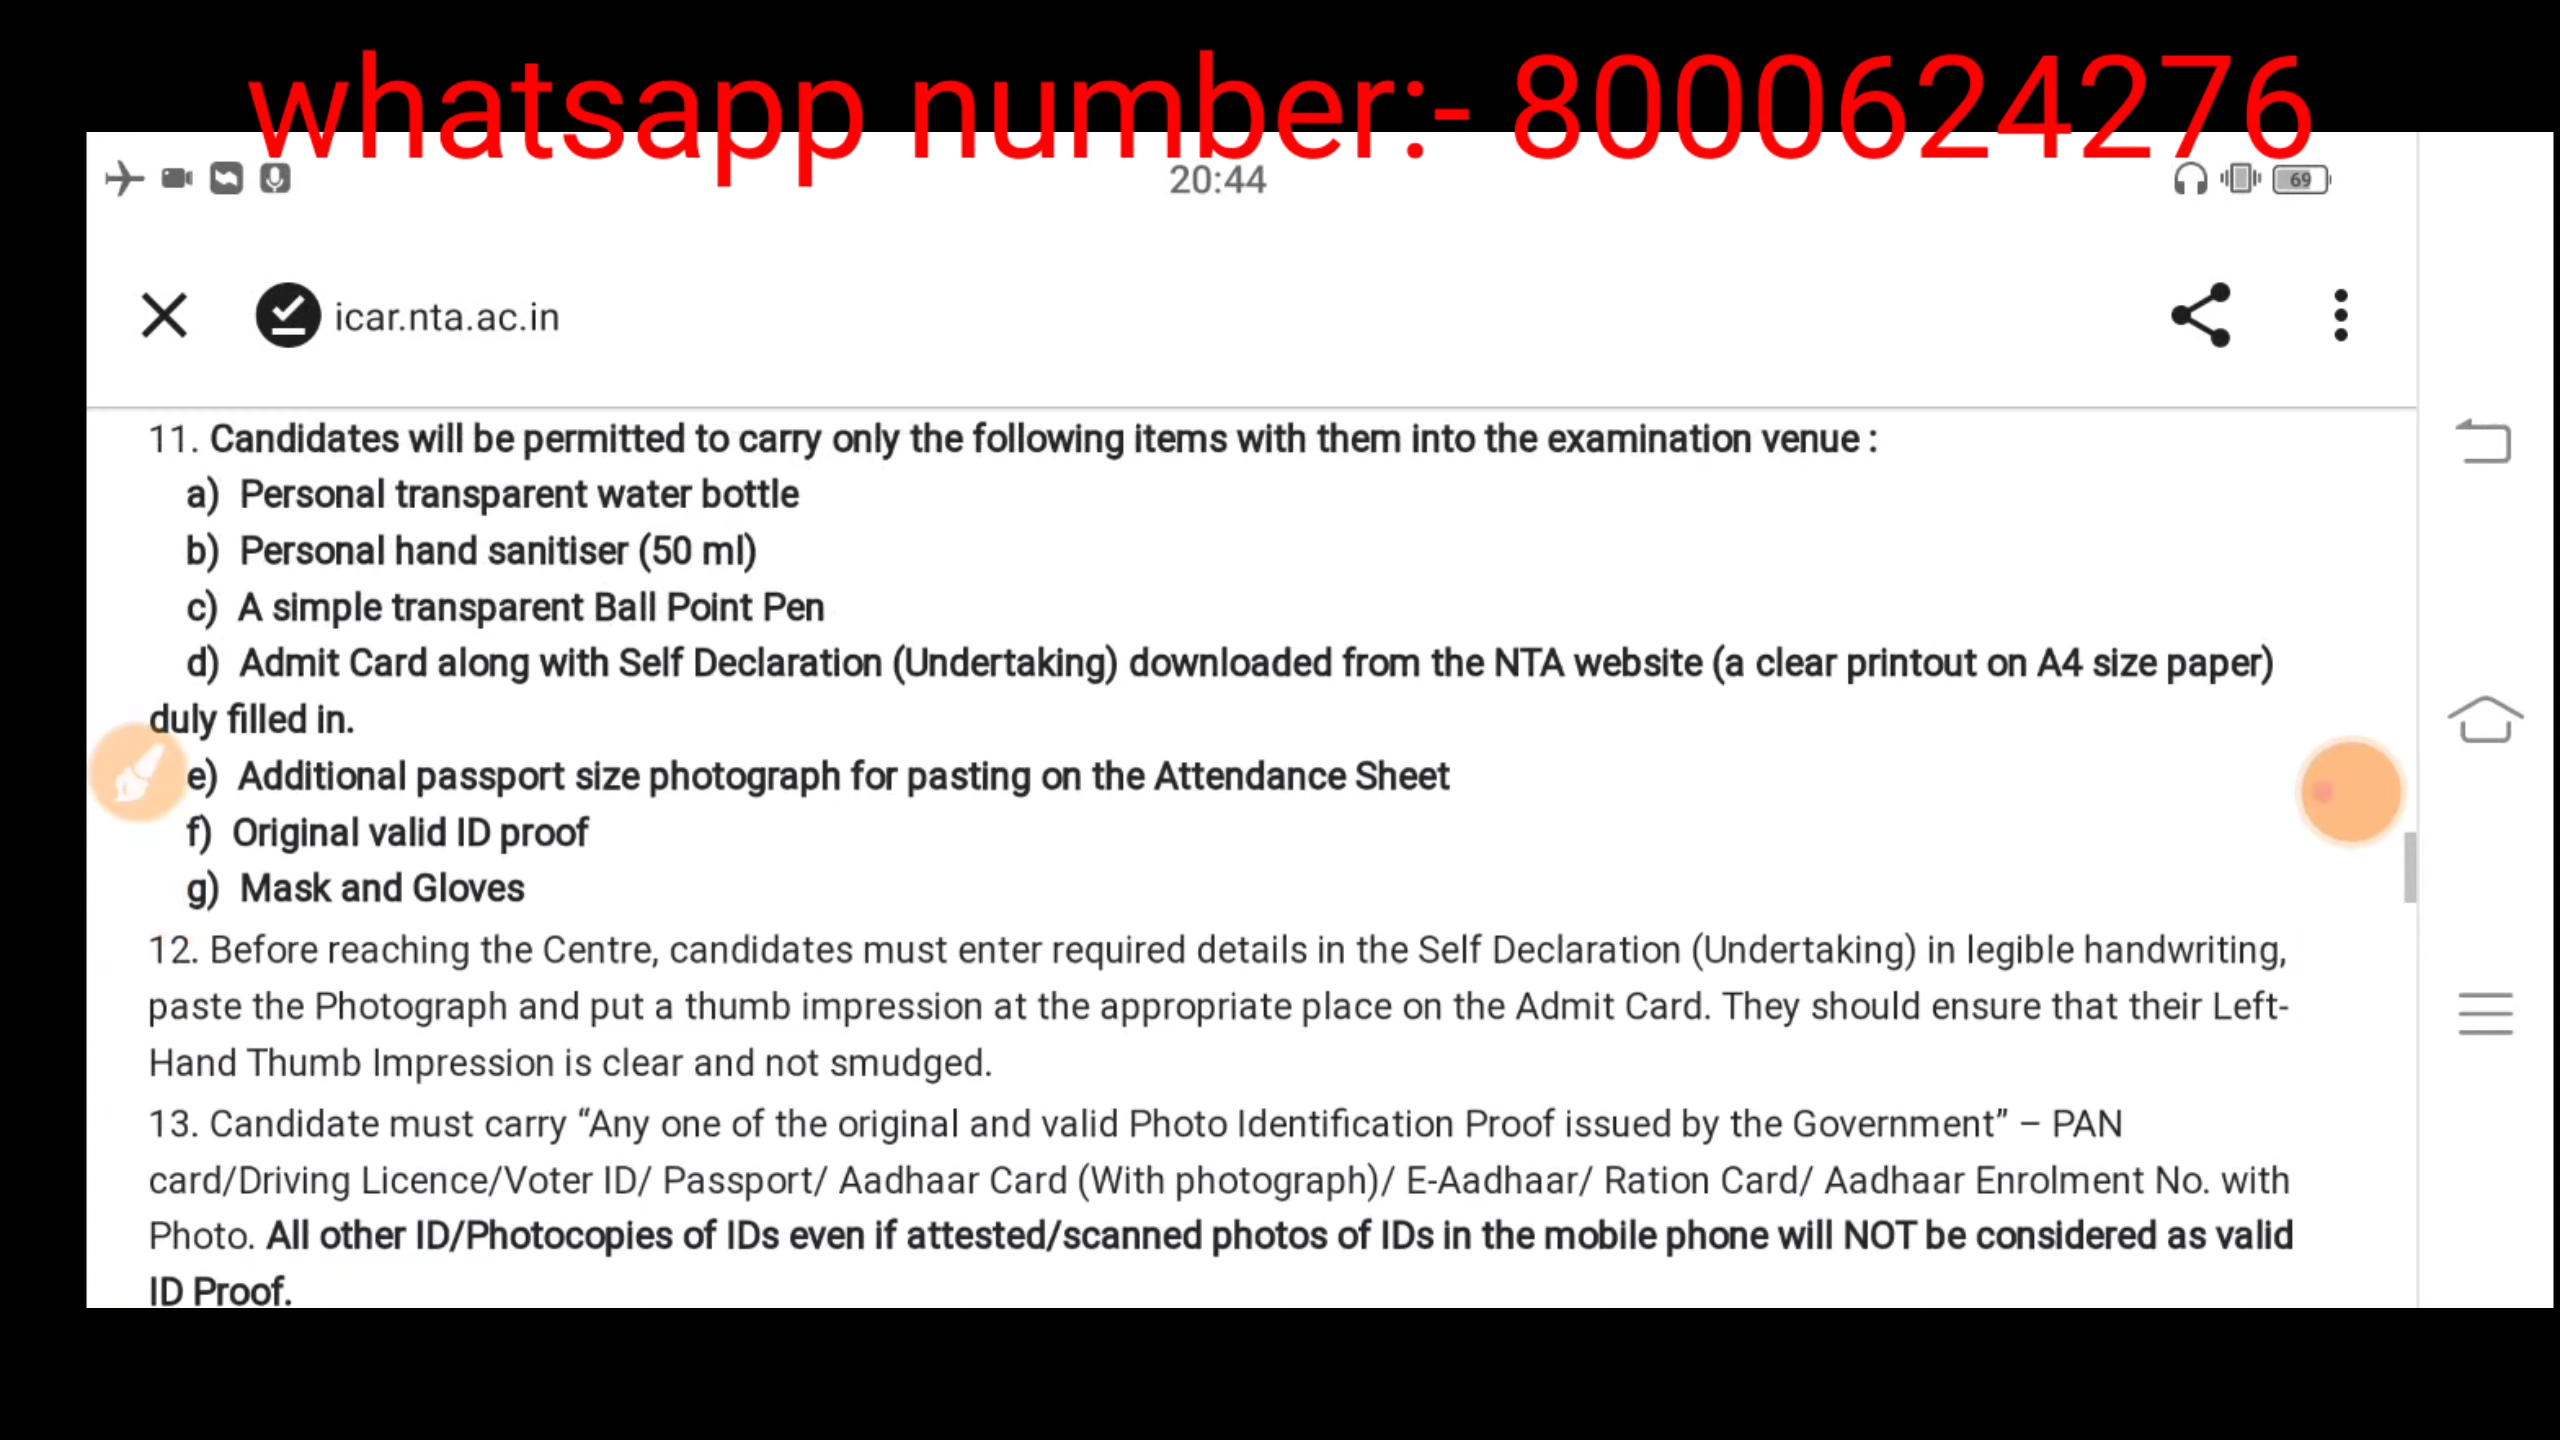 whatsapp number:- 8000624276
20:44
69
icar.nta.ac.in
11. Candidates will be permitted to carry only the following items with them into the examination venue :
a) Personal transparent water bottle
b) Personal hand sanitiser (50 ml)
c) A simple transparent Ball Point Pen
d) Admit Card along with Self Declaration (Undertaking) downloaded from the NTA website (a clear printout on A4 size paper)
duly filled in.
e) Additional passport size photograph for pasting on the Attendance Sheet
f) Original valid ID proof
g) Mask and Gloves
12. Before reaching the Centre, candidates must enter required details in the Self Declaration (Undertaking) in legible handwriting,
paste the Photograph and put a thumb impression at the appropriate place on the Admit Card. They should ensure that their Left-
Hand Thumb Impression is clear and not smudged.
13. Candidate must carry “Any one of the original and valid Photo Identification Proof issued by the Government” – PAN
card/Driving Licence/Voter ID/ Passport/ Aadhaar Card (With photograph)/ E-Aadhaar/ Ration Card/ Aadhaar Enrolment No. with
Photo. All other ID/Photocopies of IDs even if attested/scanned photos of IDs in the mobile phone will NOT be considered as valid
ID Proof.